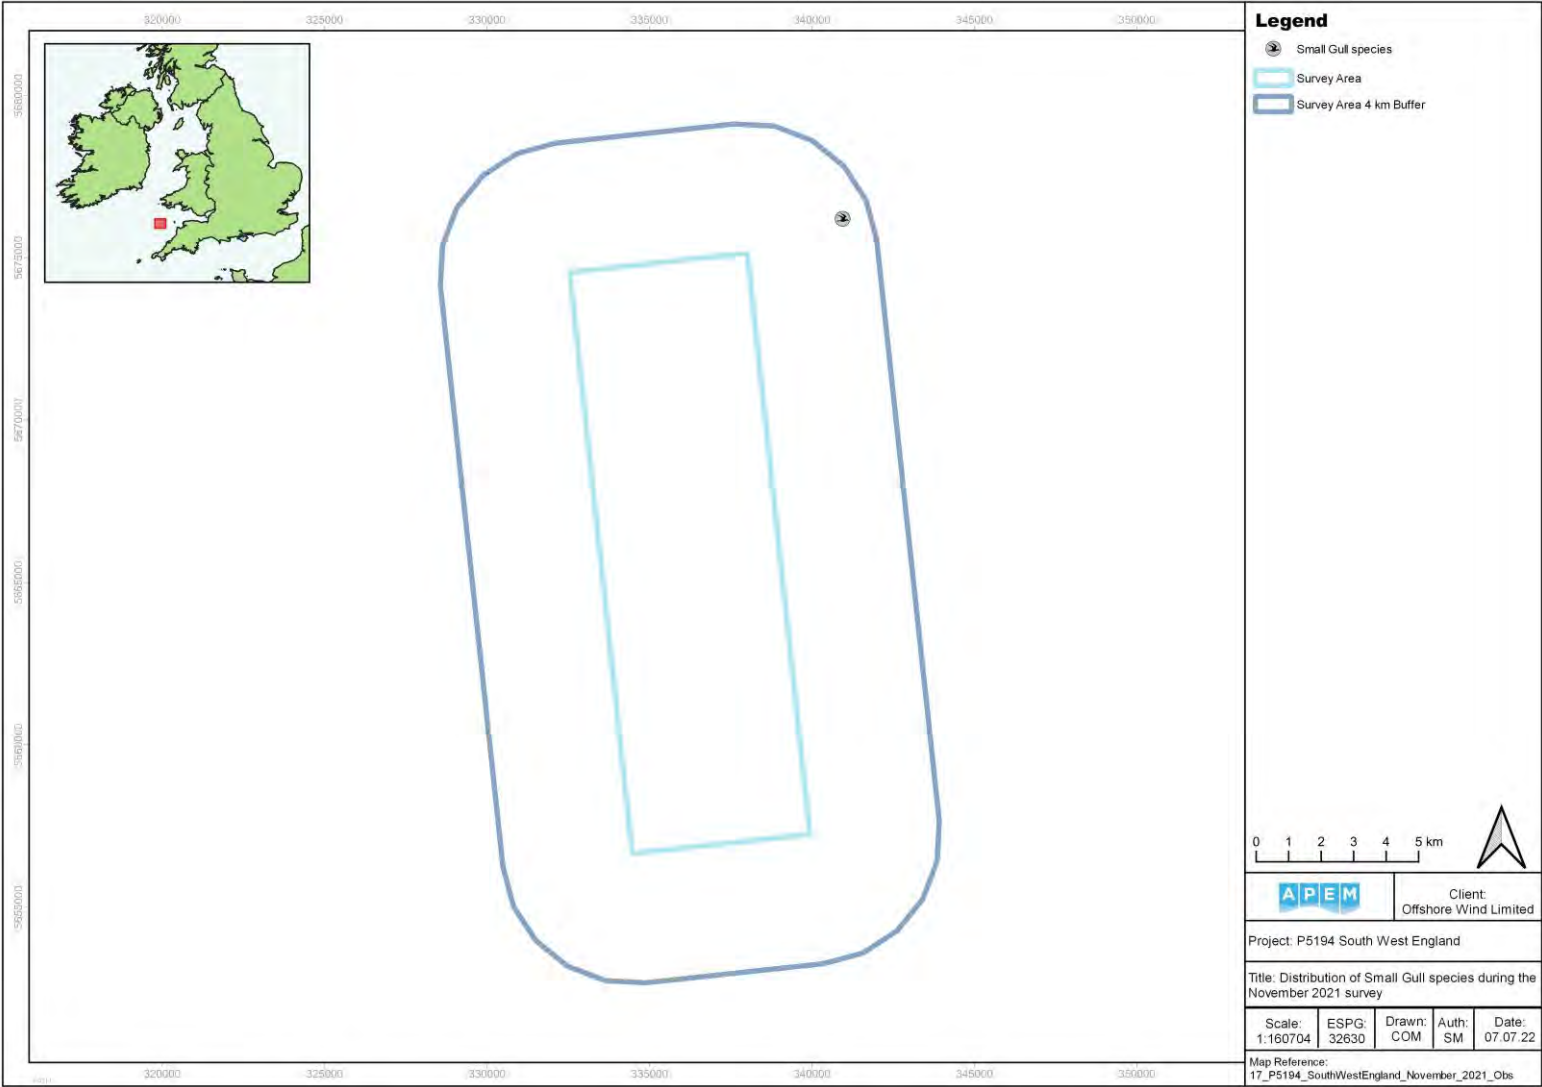 320000 325000 330000 335000 340000 345000 350000
5680000
5675000
5670000
5665000
5660000
5655000
320000 325000 330000 335000 340000 345000 350000
Legend
Small Gull species
Survey Area
Survey Area 4 km Buffer
0 1 2 3 4 5 km
APEM
Client:
Offshore Wind Limited
Project: P5194 South West England
Title: Distribution of Small Gull species during the
November 2021 survey
Scale: ESPG: Drawn: Auth: Date:
1:160704 32630 COM SM 07.07.22
Map Reference:
17_P5194_SouthWestEngland_November_2021_Obs